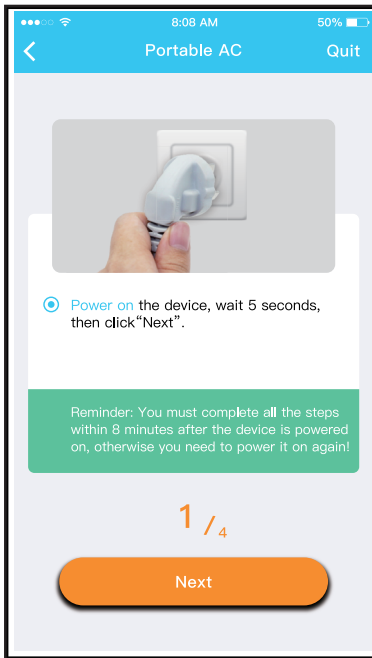 8:08 AM 50%
Portable AC Quit
Power on the device, wait 5 seconds,
then click“Next”.
Reminder: You must complete all the steps
within 8 minutes after the device is powered
on, otherwise you need to power it on again!
1/4
Next